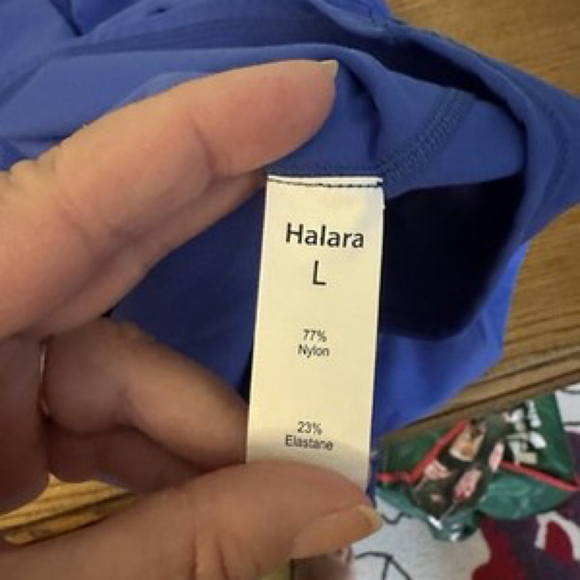 Halara
L
77%
Nylon
23%
Elastane